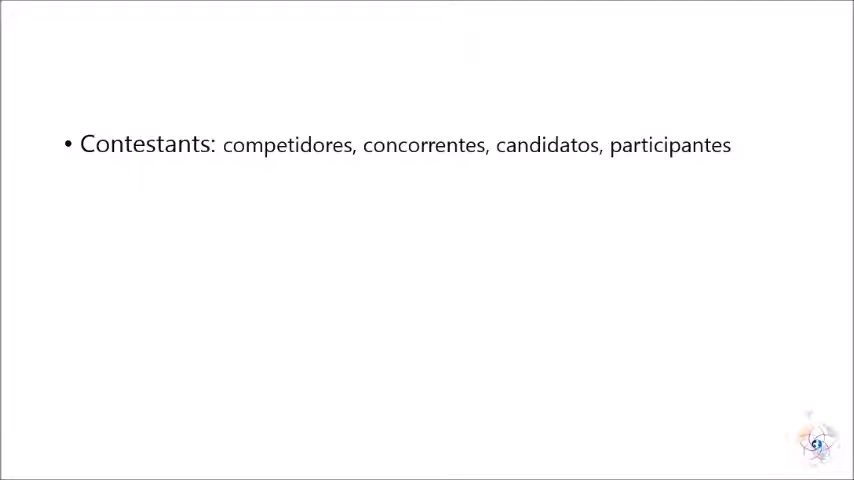 • Contestants: competidores, concorrentes, candidatos, participantes